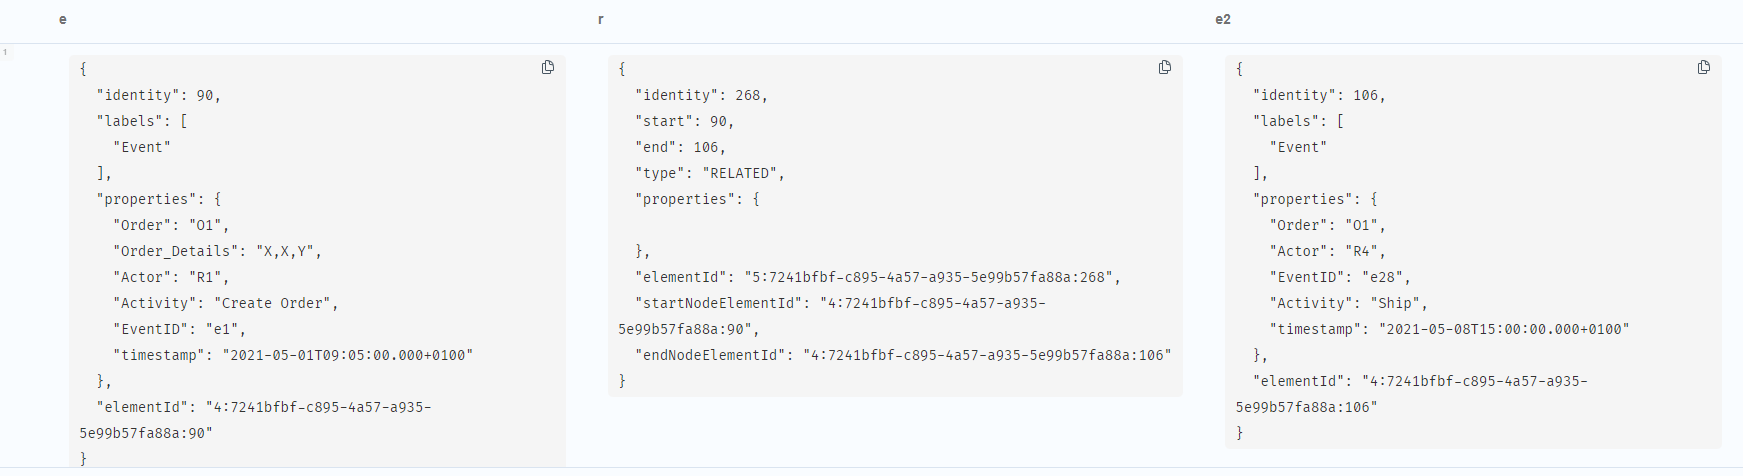 e
r
e2
1
{
  "identity": 90,
  "labels": [
    "Event"
  ],
  "properties": {
    "Order": "O1",
    "Order_Details": "X,X,Y",
    "Actor": "R1",
    "Activity": "Create Order",
    "EventID": "e1",
    "timestamp": "2021-05-01T09:05:00.000+0100"
  },
  "elementId": "4:7241bfbf-c895-4a57-a935-
5e99b57fa88a:90"
}
{
  "identity": 268,
  "start": 90,
  "end": 106,
  "type": "RELATED",
  "properties": {
  },
  "elementId": "5:7241bfbf-c895-4a57-a935-5e99b57fa88a:268",
  "startNodeElementId": "4:7241bfbf-c895-4a57-a935-
5e99b57fa88a:90",
  "endNodeElementId": "4:7241bfbf-c895-4a57-a935-5e99b57fa88a:106"
}
{
  "identity": 106,
  "labels": [
    "Event"
  ],
  "properties": {
    "Order": "O1",
    "Actor": "R4",
    "EventID": "e28",
    "Activity": "Ship",
    "timestamp": "2021-05-08T15:00:00.000+0100"
  },
  "elementId": "4:7241bfbf-c895-4a57-a935-
5e99b57fa88a:106"
}